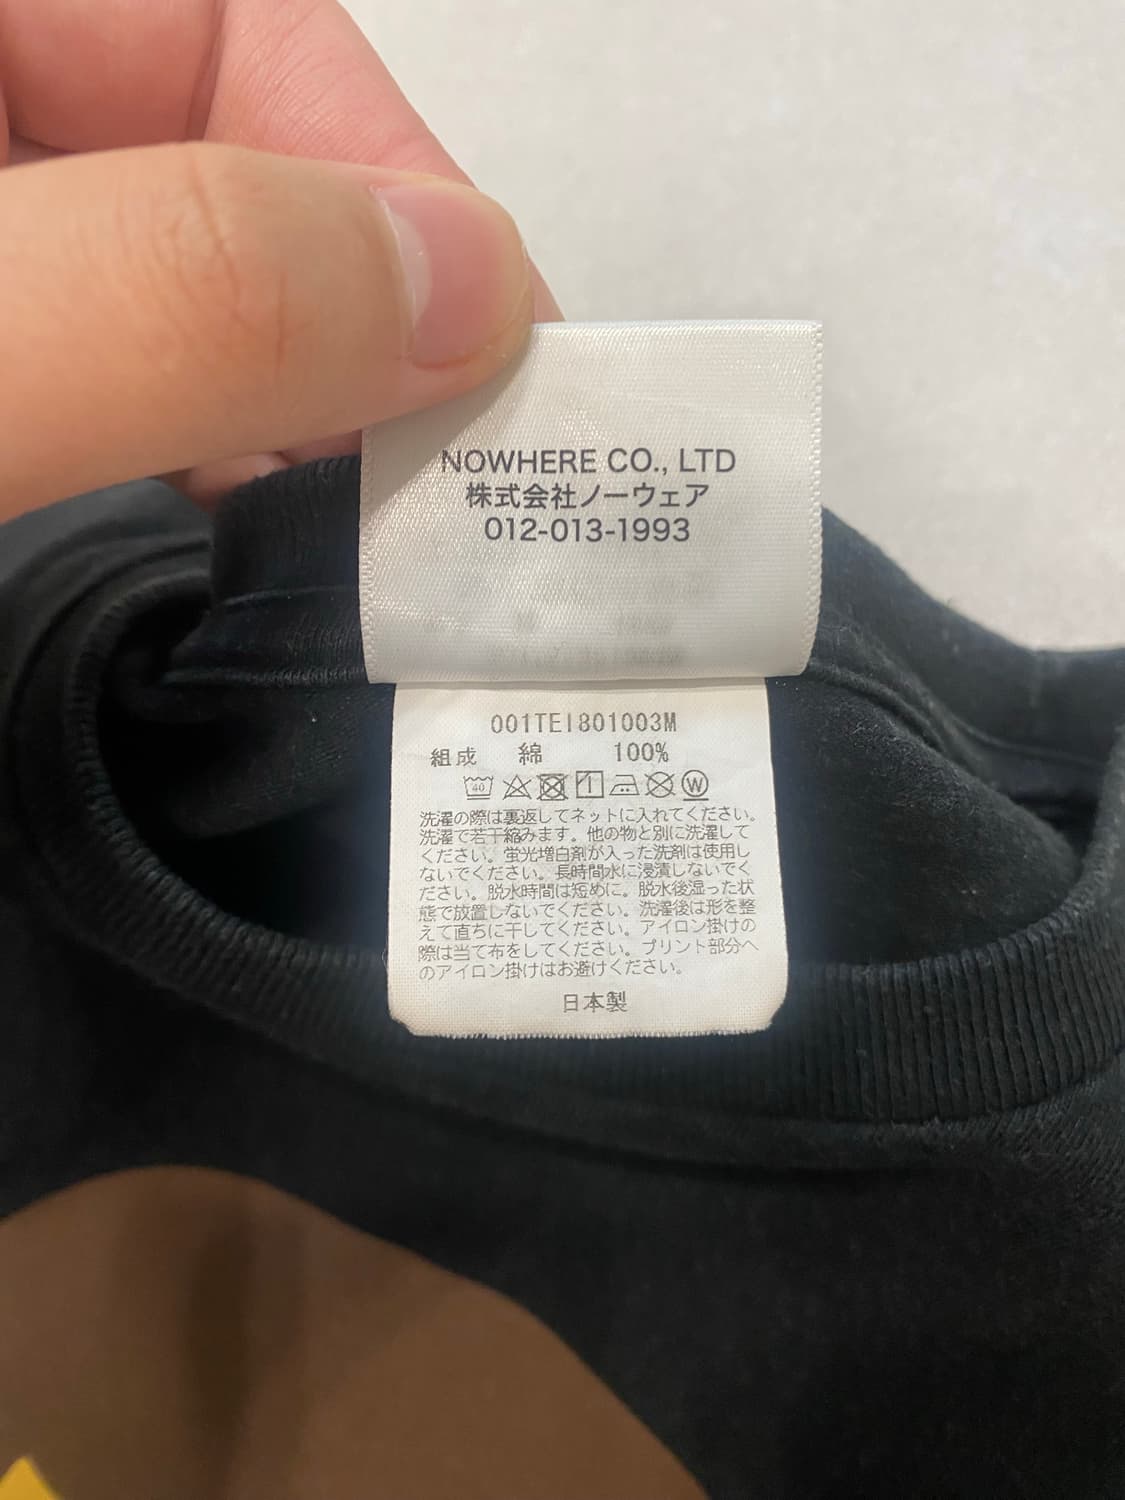 NOWHERE CO., LTD
株式会社ノーウェア
012-013-1993
001TEI801003M
組成 綿 100%
40 W
洗濯の際は裏返してネットに入れてください。
洗濯で若干縮みます。他の物と別に洗濯して
ください。蛍光増白剤が入った洗剤は使用し
ないでください。長時間水に浸漬しないでく
ださい。脱水時間は短めに。脱水後湿った状
態で放置しないでください。洗濯後は形を整
えて直ちに干してください。アイロン掛けの
際は当て布をしてください。プリント部分へ
のアイロン掛けはお避けください。
日本製